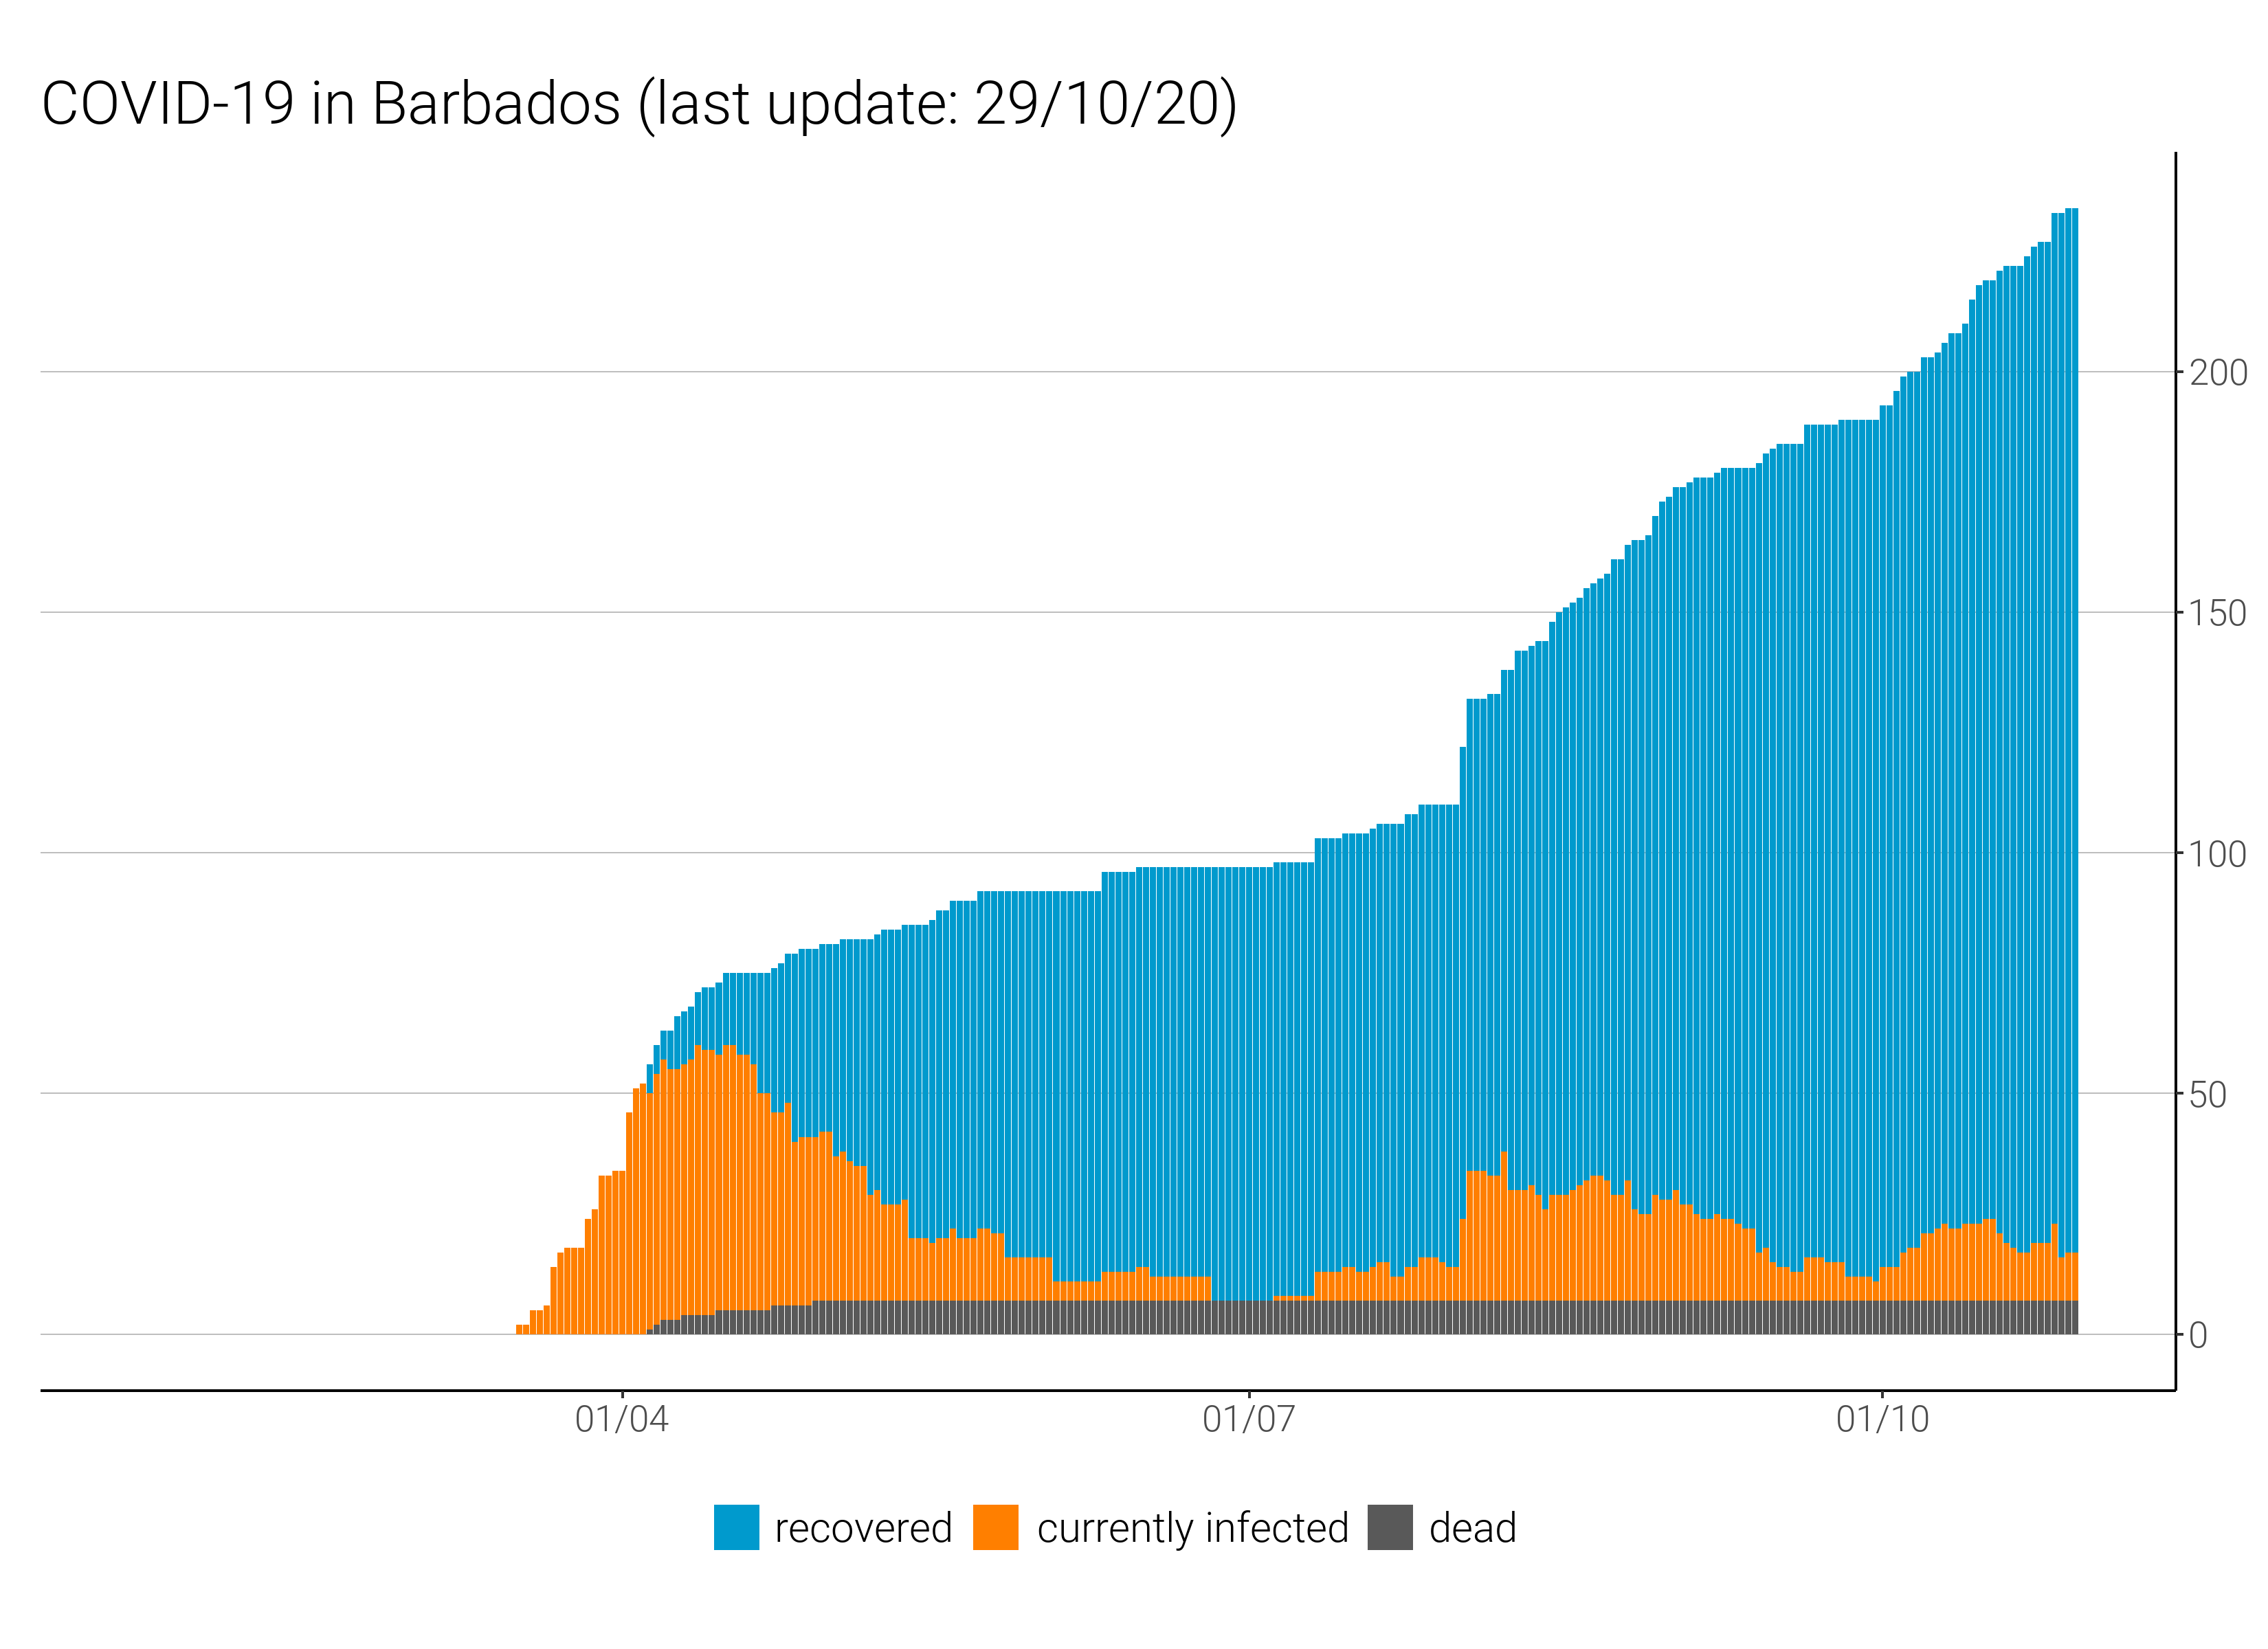 COVID-19 in Barbados (last update: 29/10/20)
200
150
100
50
0
01/04 01/07 01/10
recovered currently infected dead